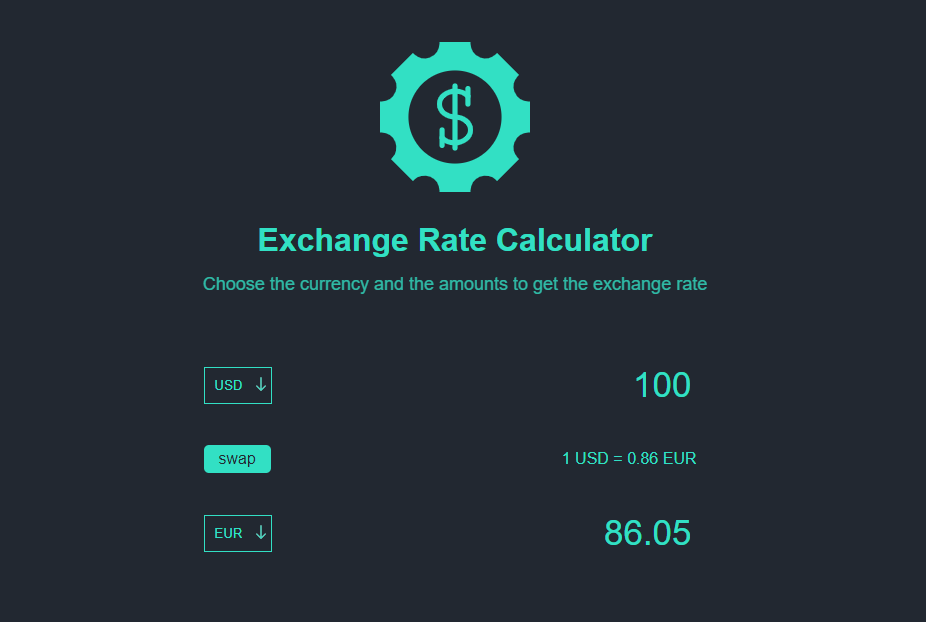 $
Exchange Rate Calculator
Choose the currency and the amounts to get the exchange rate
USD 100
swap 1 USD = 0.86 EUR
EUR 86.05